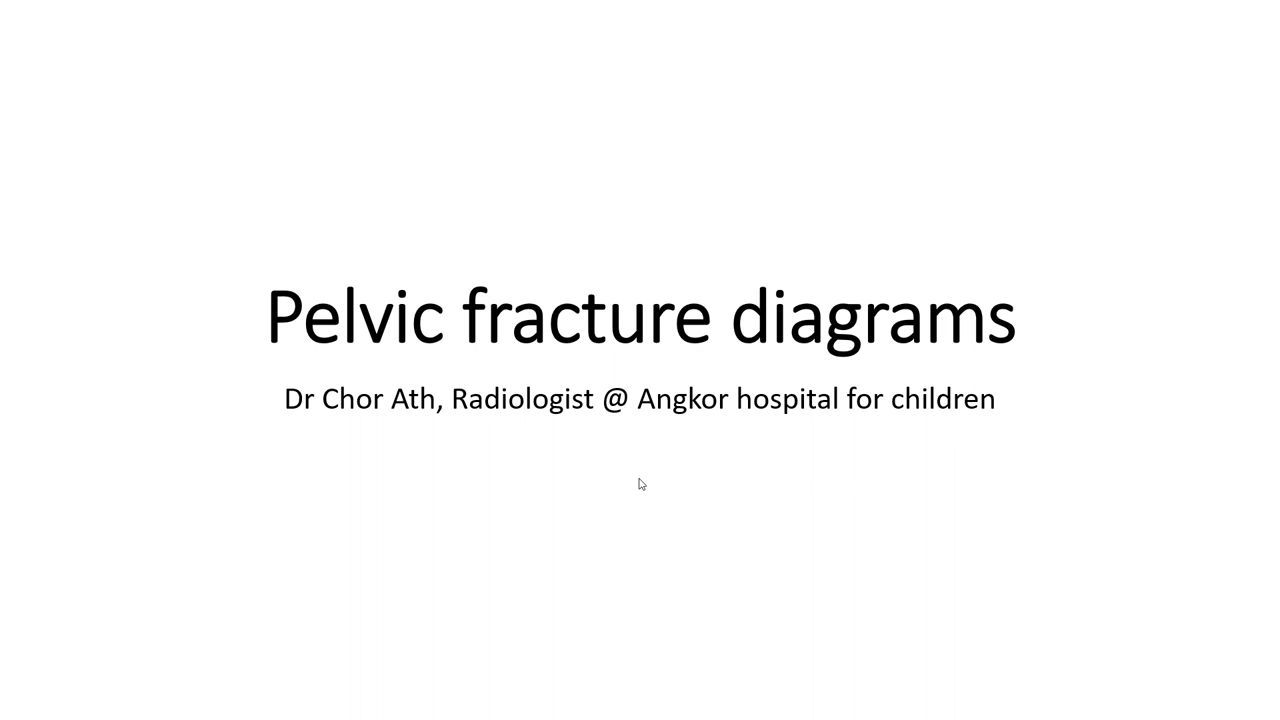 Pelvic fracture diagrams
Dr Chor Ath, Radiologist @ Angkor hospital for children